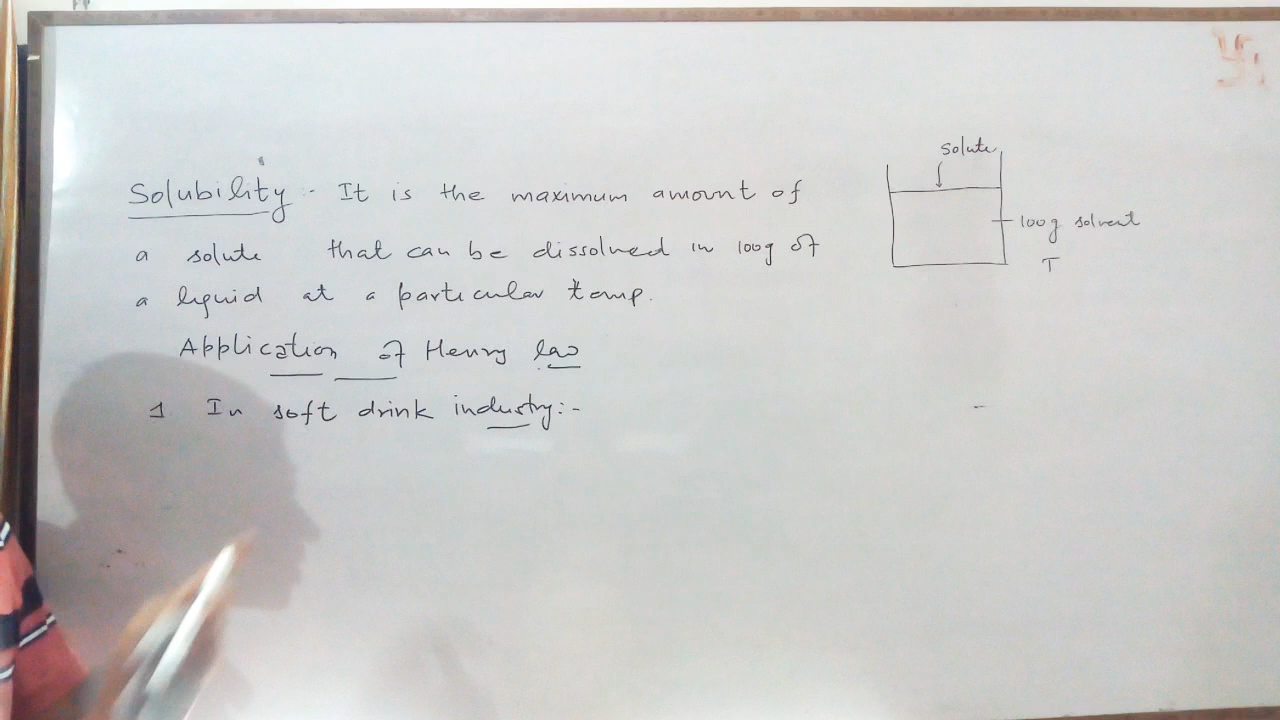 Solubility :- It is the maximum amount of
a solute that can be dissolved in 100g of
a liquid at a particular temp.
Application of Henry law
1. In soft drink industry:-
solute
100g solvent
T